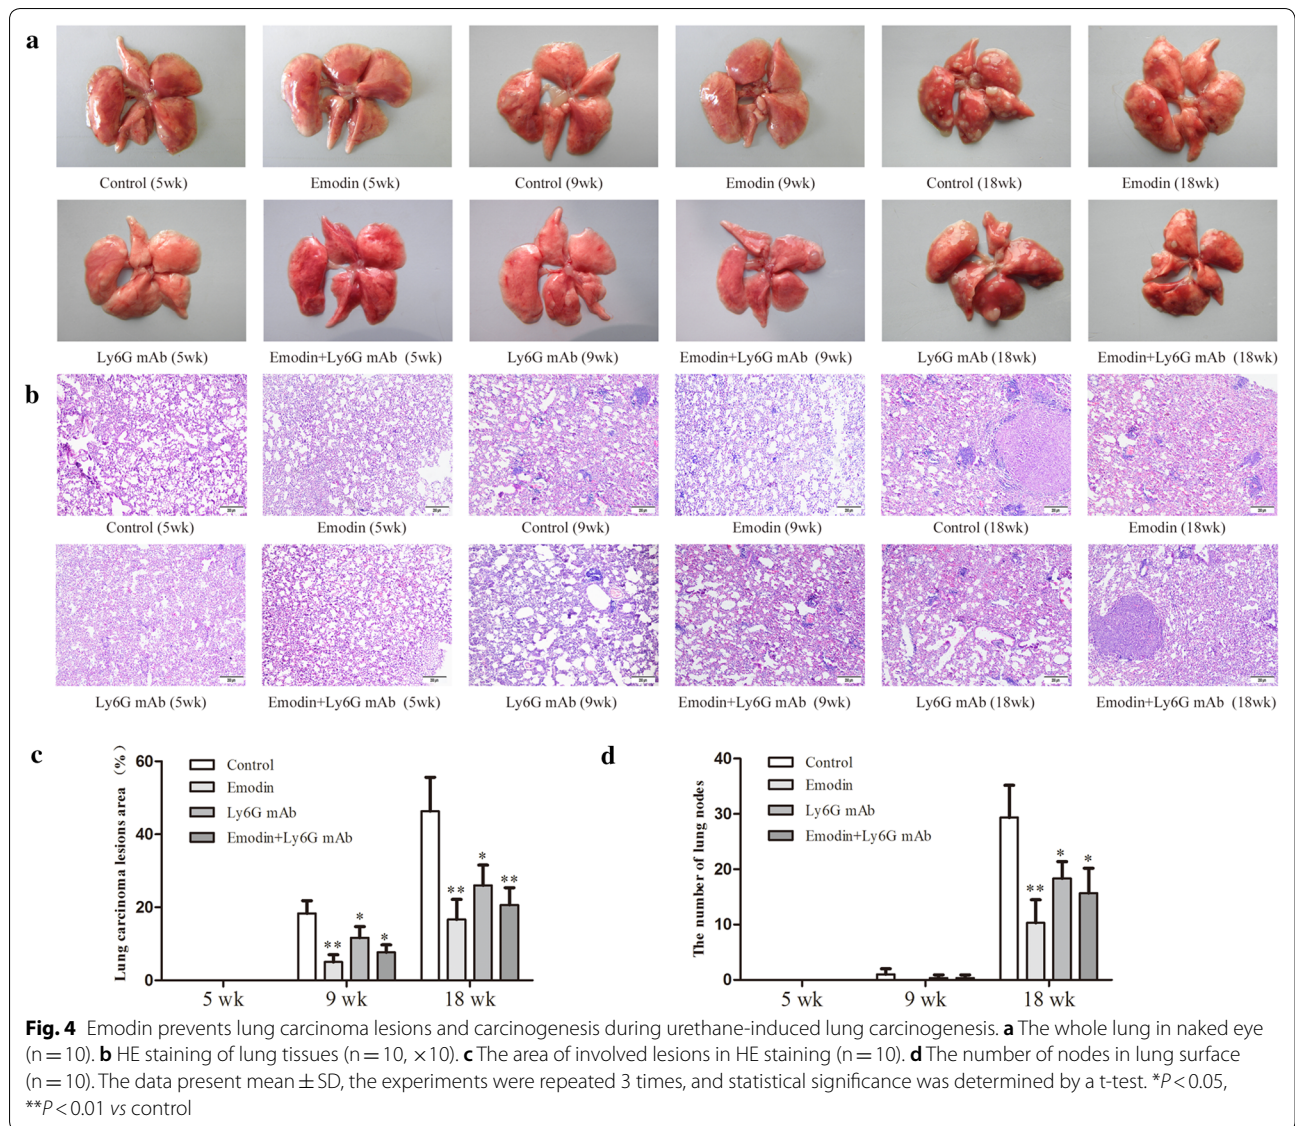 a
Control (5wk) Emodin (5wk) Control (9wk) Emodin (9wk) Control (18wk) Emodin (18wk)
Ly6G mAb (5wk) Emodin+Ly6G mAb (5wk) Ly6G mAb (9wk) Emodin+Ly6G mAb (9wk) Ly6G mAb (18wk) Emodin+Ly6G mAb (18wk)
b
Control (5wk) Emodin (5wk) Control (9wk) Emodin (9wk) Control (18wk) Emodin (18wk)
Ly6G mAb (5wk) Emodin+Ly6G mAb (5wk) Ly6G mAb (9wk) Emodin+Ly6G mAb (9wk) Ly6G mAb (18wk) Emodin+Ly6G mAb (18wk)
c
Lung carcinoma lesions area (%)
60
40
20
0
Control
Emodin
Ly6G mAb
Emodin+Ly6G mAb
** * *
** * **
5 wk 9 wk 18 wk
d
The number of lung nodes
40
30
20
10
0
Control
Emodin
Ly6G mAb
Emodin+Ly6G mAb
** * *
5 wk 9 wk 18 wk
Fig. 4 Emodin prevents lung carcinoma lesions and carcinogenesis during urethane-induced lung carcinogenesis. a The whole lung in naked eye
(n = 10). b HE staining of lung tissues (n = 10, ×10). c The area of involved lesions in HE staining (n = 10). d The number of nodes in lung surface
(n = 10). The data present mean ± SD, the experiments were repeated 3 times, and statistical significance was determined by a t-test. *P < 0.05,
**P < 0.01 vs control